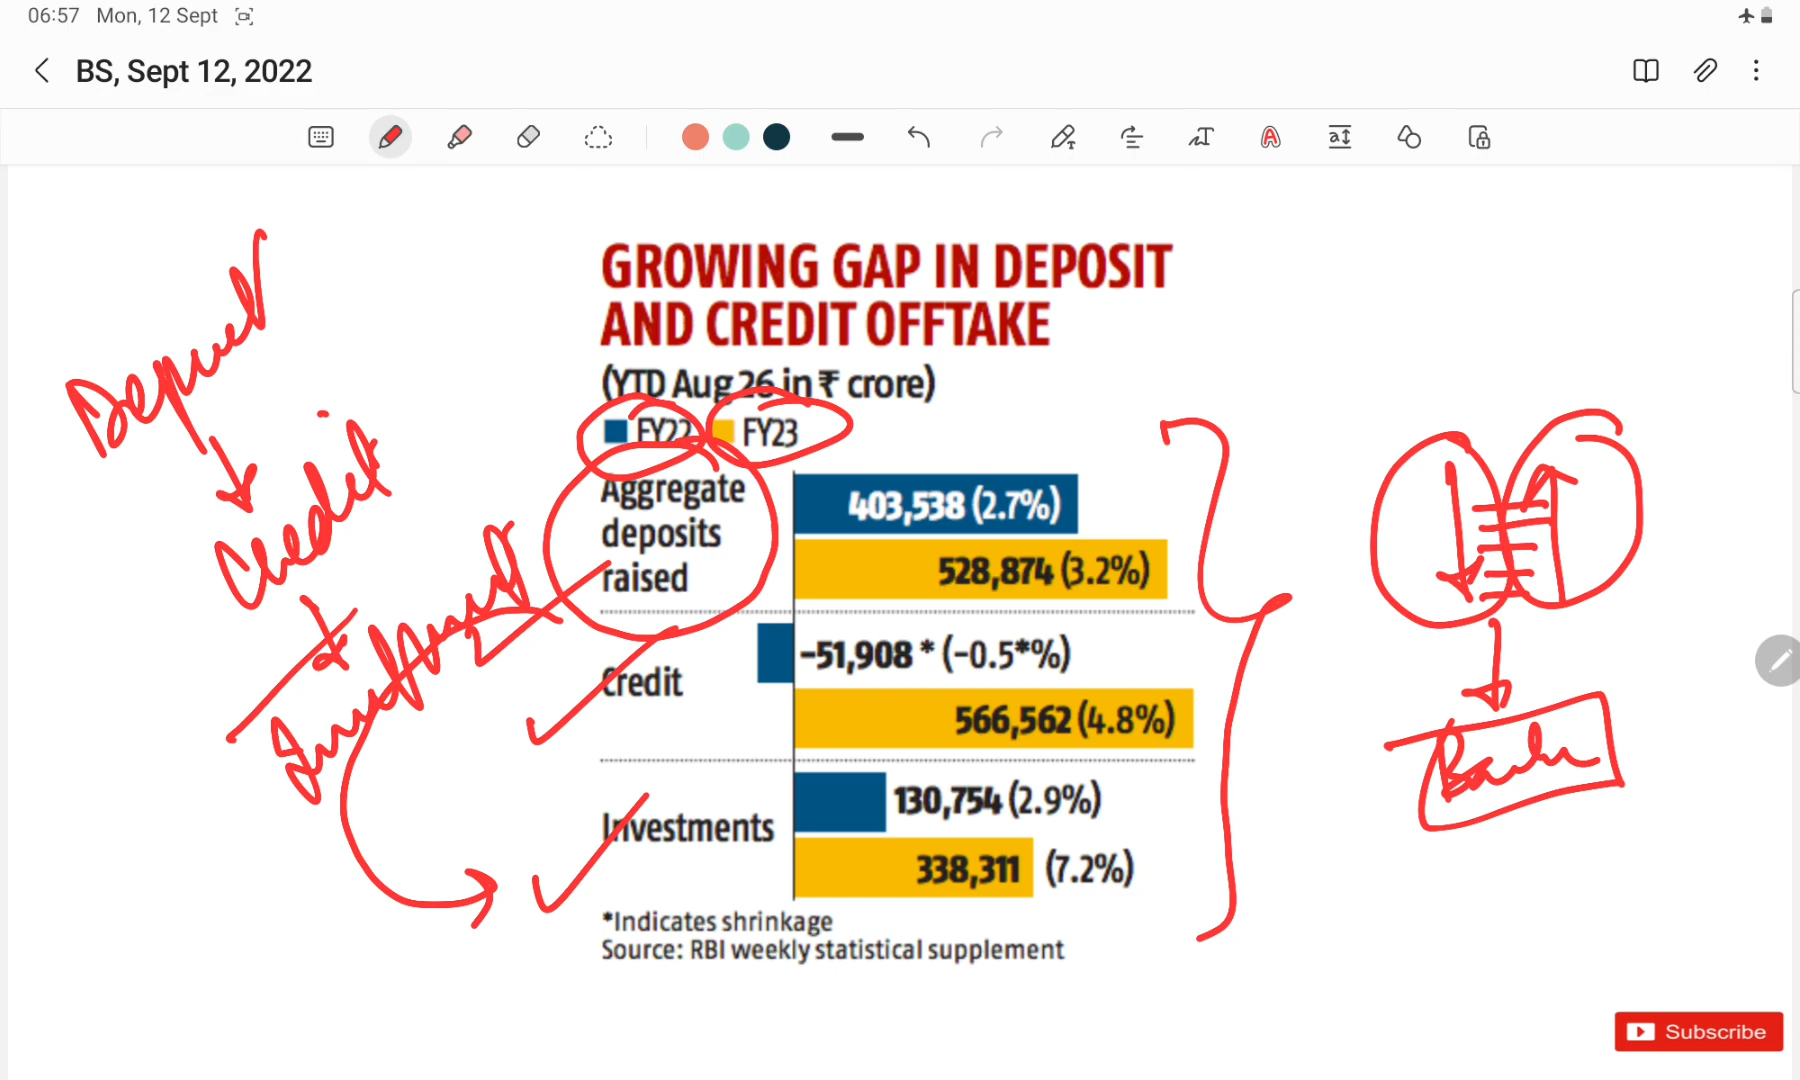 06:57 Mon, 12 Sept
BS, Sept 12, 2022
GROWING GAP IN DEPOSIT
AND CREDIT OFFTAKE
(YTD Aug 26 in ₹ crore)
FY22 FY23
Aggregate
deposits
raised
403,538 (2.7%)
528,874 (3.2%)
Credit
−51,908 * (−0.5*%)
566,562 (4.8%)
Investments
130,754 (2.9%)
338,311 (7.2%)
*Indicates shrinkage
Source: RBI weekly statistical supplement
Credit
Bank
Subscribe